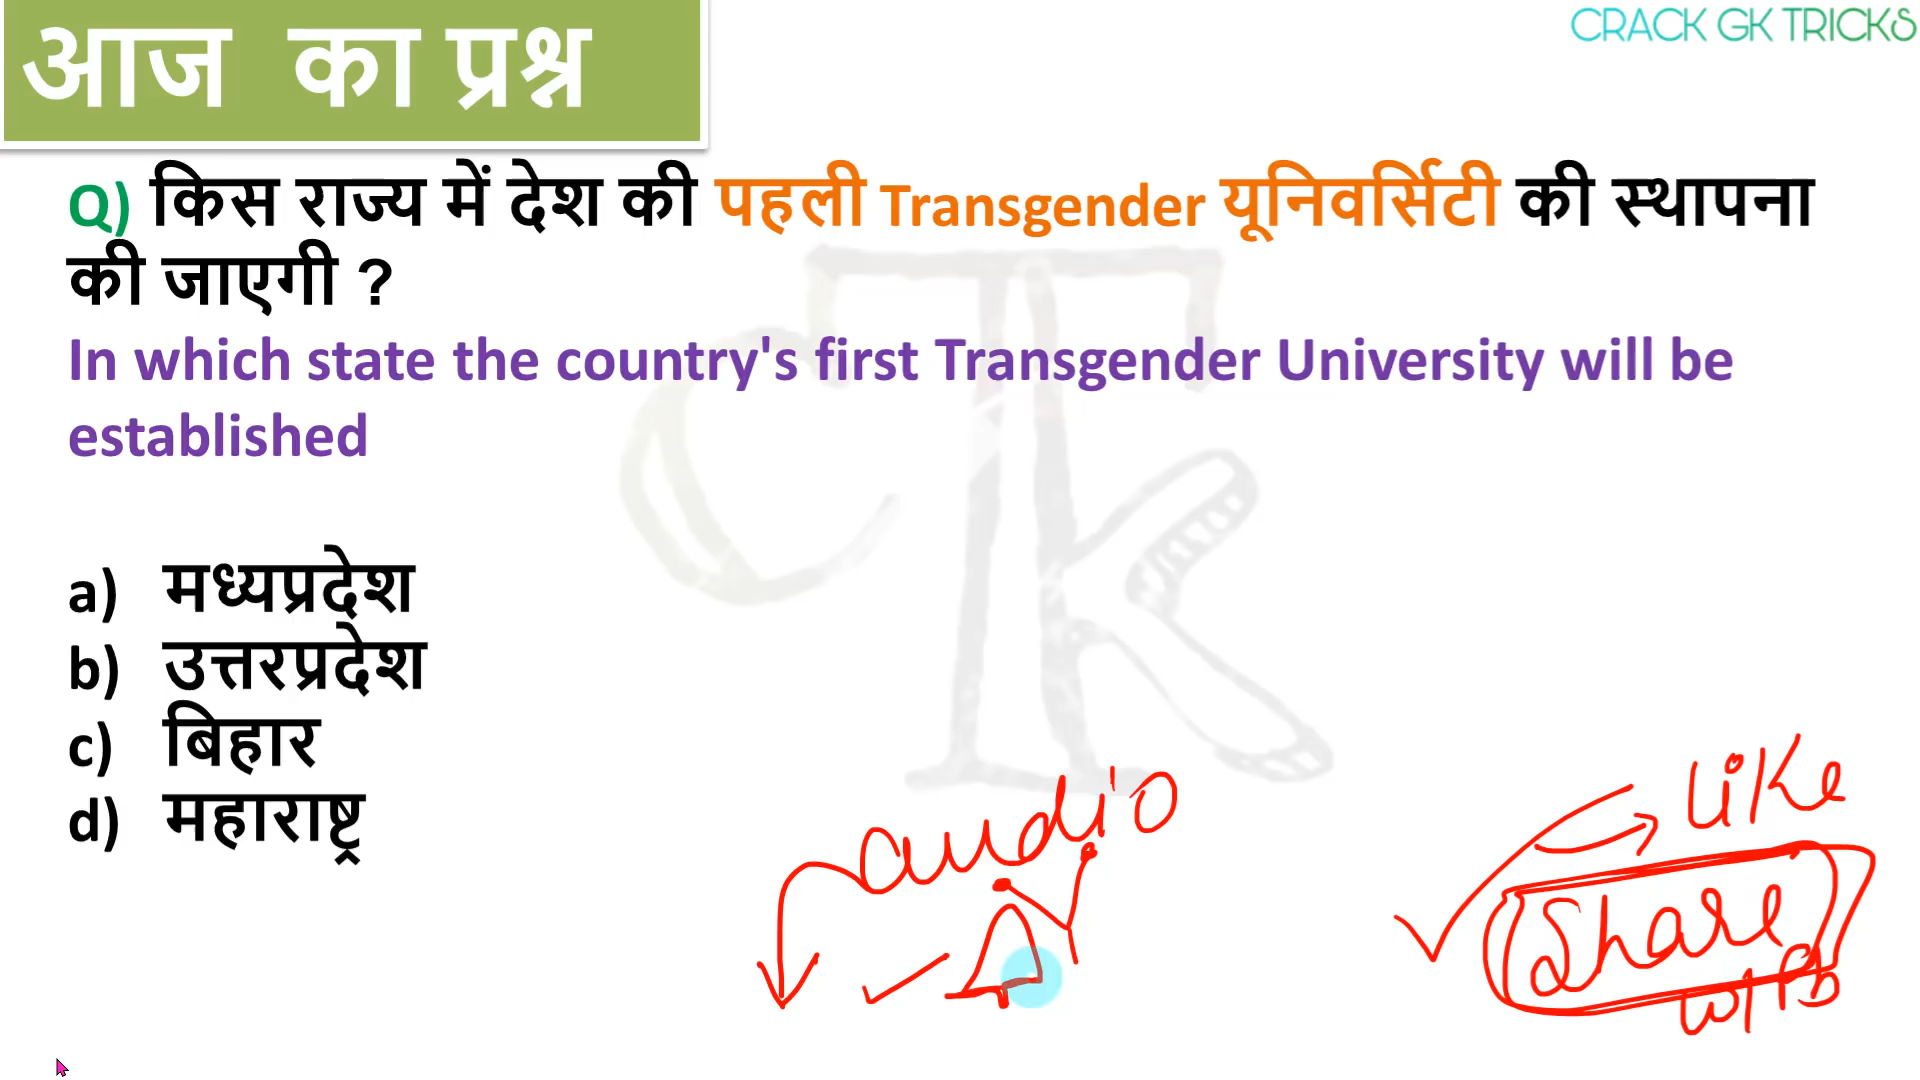 आज का प्रश्न
CRACK GK TRICKS
Q) किस राज्य में देश की पहली Transgender यूनिवर्सिटी की स्थापना
की जाएगी ?
In which state the country's first Transgender University will be
established
a) मध्यप्रदेश
b) उत्तरप्रदेश
c) बिहार
d) महाराष्ट्र
audio
Like
Share
w/fb